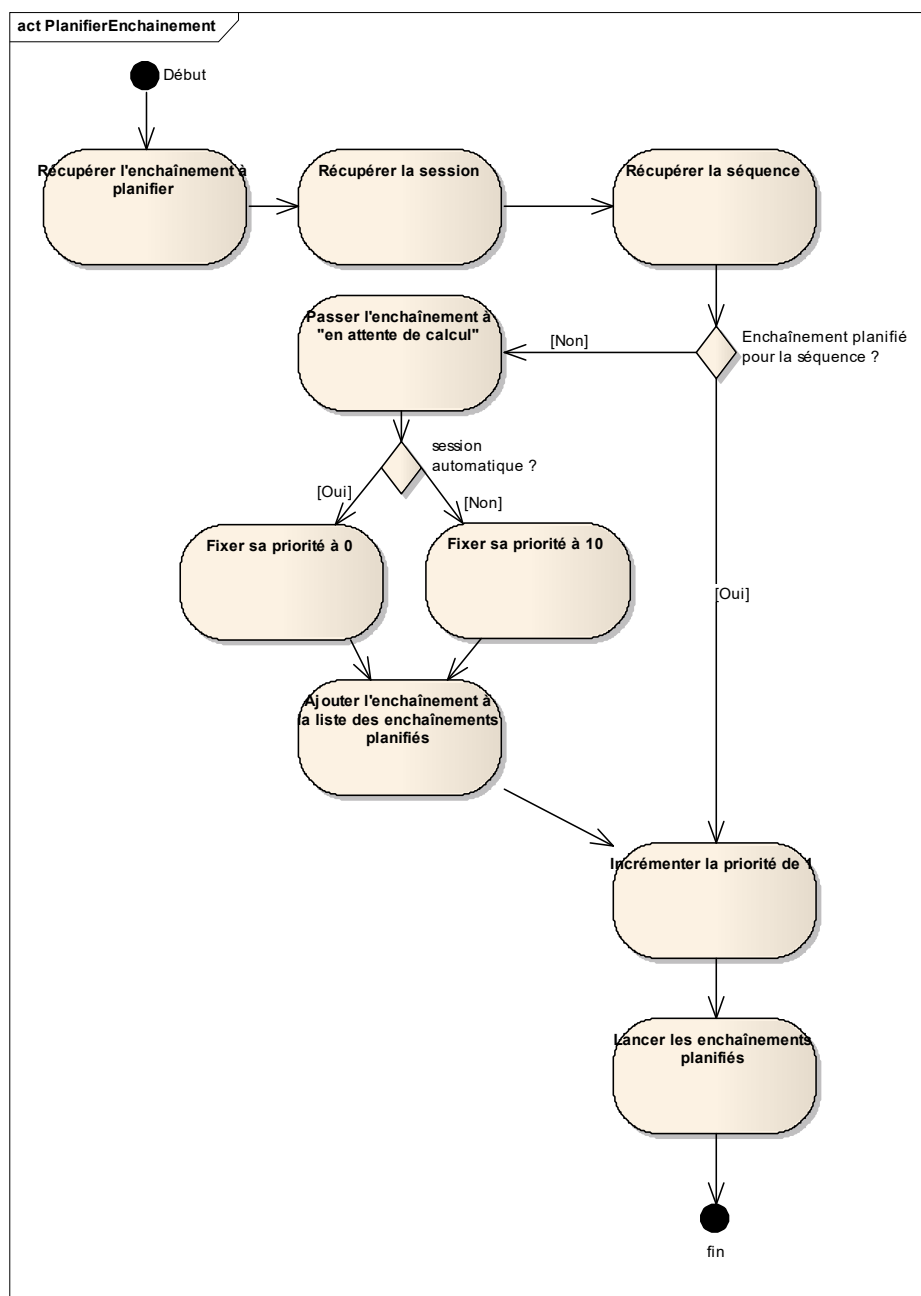 act PlanifierEnchainement
Début
Récupérer l'enchaînement à
planifier
Récupérer la session
Récupérer la séquence
Passer l'enchaînement à
"en attente de calcul"
[Non]
Enchaînement planifié
pour la séquence ?
session
automatique ?
[Oui]
[Non]
Fixer sa priorité à 0
Fixer sa priorité à 10
[Oui]
Ajouter l'enchaînement à
la liste des enchaînements
planifiés
Incrémenter la priorité de 1
Lancer les enchaînements
planifiés
fin